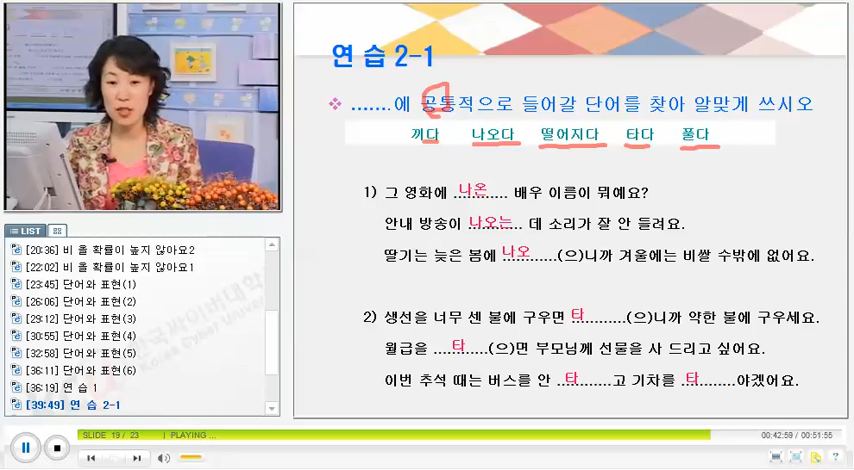 연 습 2-1
.......에 공통적으로 들어갈 단어를 찾아 알맞게 쓰시오
끼다 나오다 떨어지다 타다 풀다
1) 그 영화에 ...나온... 배우 이름이 뭐예요?
안내 방송이 ...나오는... 데 소리가 잘 안 들려요.
딸기는 늦은 봄에 나오.........(으)니까 겨울에는 비쌀 수밖에 없어요.
2) 생선을 너무 센 불에 구우면 타.........(으)니까 약한 불에 구우세요.
월급을 ...타......(으)면 부모님께 선물을 사 드리고 싶어요.
이번 추석 때는 버스를 안 타.........고 기차를 타.........야겠어요.
LIST
[20:36] 비 올 확률이 높지 않아요2
[22:02] 비 올 확률이 높지 않아요1
[23:45] 단어와 표현(1)
[26:06] 단어와 표현(2)
[29:12] 단어와 표현(3)
[30:55] 단어와 표현(4)
[32:58] 단어와 표현(5)
[36:11] 단어와 표현(6)
[36:19] 연 습 1
[39:49] 연 습 2-1
SLIDE 19 / 23 | PLAYING ...
00:42:59 / 00:51:55